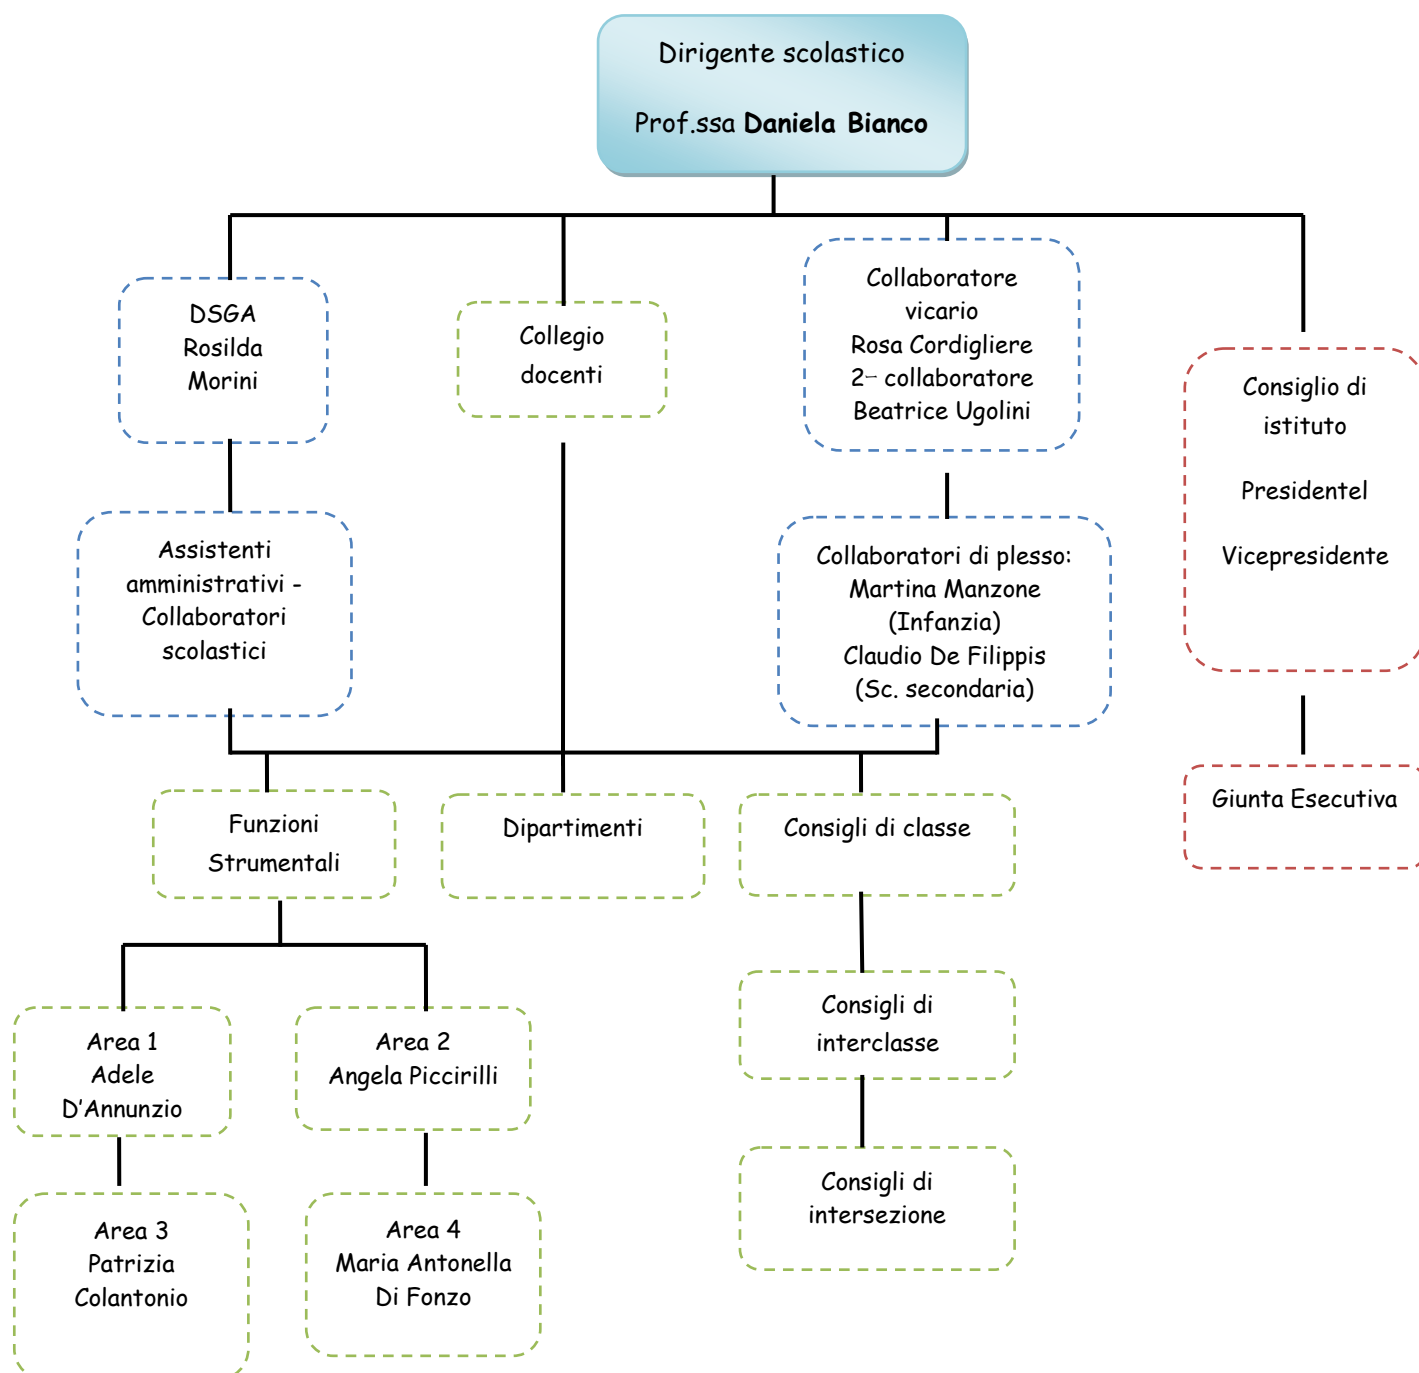 Dirigente scolastico
Prof.ssa Daniela Bianco
DSGA
Rosilda
Morini
Collegio
docenti
Collaboratore
vicario
Rosa Cordigliere
2– collaboratore
Beatrice Ugolini
Consiglio di
istituto
Presidentel
Vicepresidente
Assistenti
amministrativi -
Collaboratori
scolastici
Collaboratori di plesso:
Martina Manzone
(Infanzia)
Claudio De Filippis
(Sc. secondaria)
Funzioni
Strumentali
Dipartimenti
Consigli di classe
Giunta Esecutiva
Area 1
Adele
D’Annunzio
Area 2
Angela Piccirilli
Consigli di
interclasse
Area 3
Patrizia
Colantonio
Area 4
Maria Antonella
Di Fonzo
Consigli di
intersezione